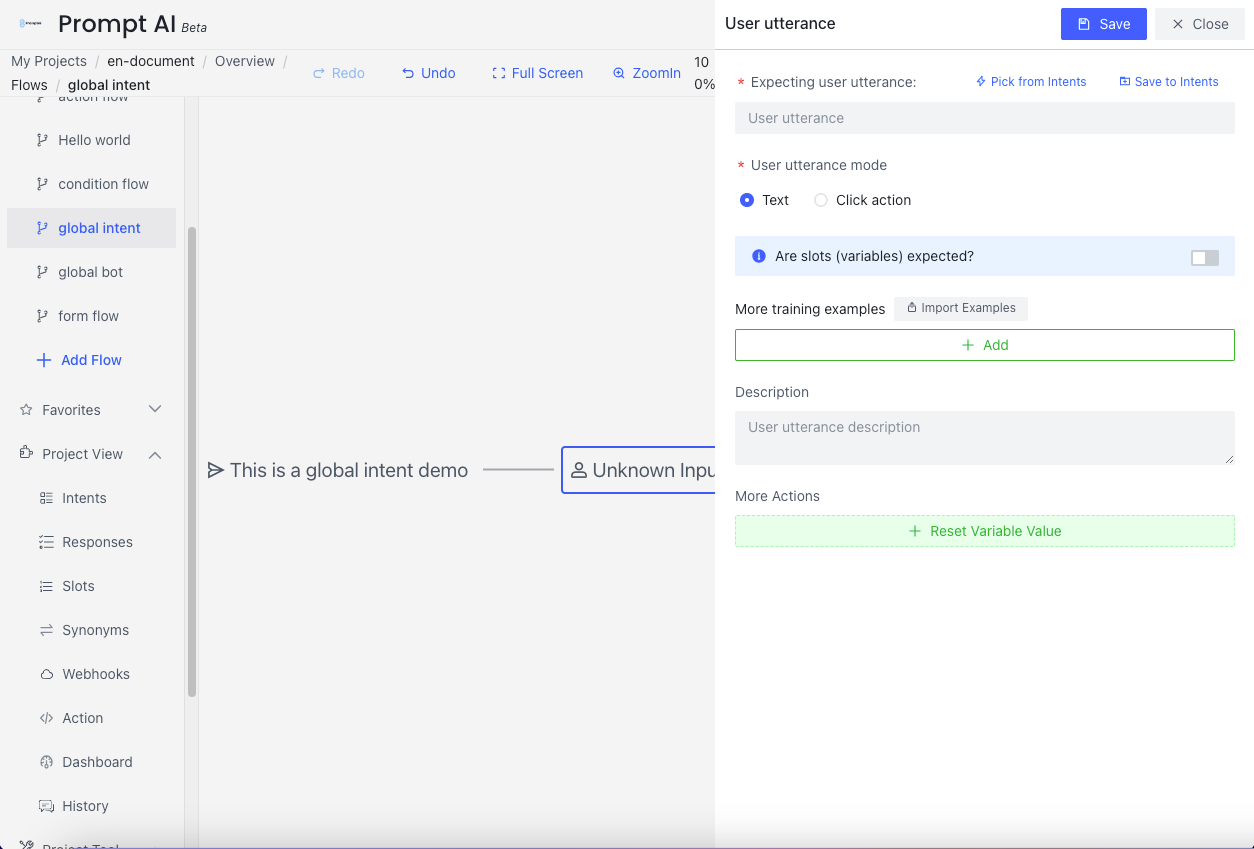 Prompt AI Beta
My Projects / en-document / Overview /
Flows / global intent
Redo
Undo
Full Screen
ZoomIn
10
0%
action flow
Hello world
condition flow
global intent
global bot
form flow
Add Flow
Favorites
Project View
Intents
Responses
Slots
Synonyms
Webhooks
Action
Dashboard
History
Project Tool
This is a global intent demo
Unknown Inpu
User utterance
Save
Close
* Expecting user utterance:
Pick from Intents
Save to Intents
User utterance
* User utterance mode
Text
Click action
Are slots (variables) expected?
More training examples
Import Examples
Add
Description
User utterance description
More Actions
Reset Variable Value